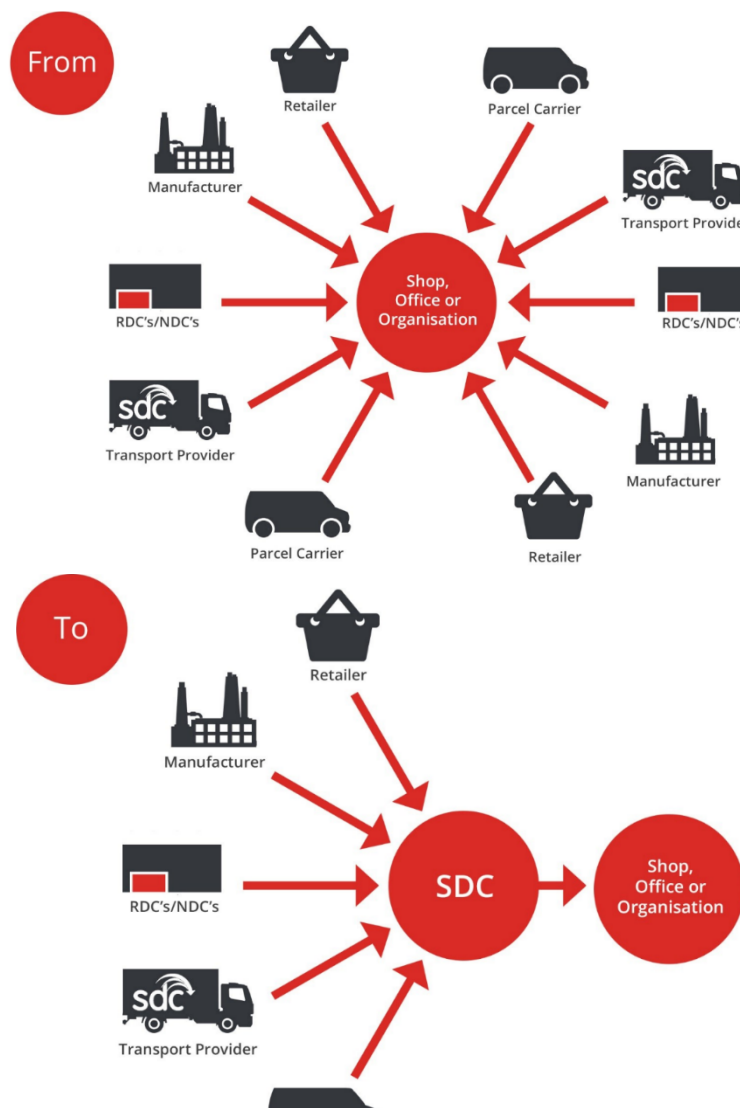 From
Retailer
Parcel Carrier
Manufacturer
sdc
Transport Provide
Shop,
Office or
Organisation
RDC's/NDC's
RDC's/NDC's
sdc
Transport Provider
Manufacturer
Parcel Carrier
Retailer
To
Retailer
Manufacturer
SDC
Shop,
Office or
Organisation
RDC's/NDC's
sdc
Transport Provider